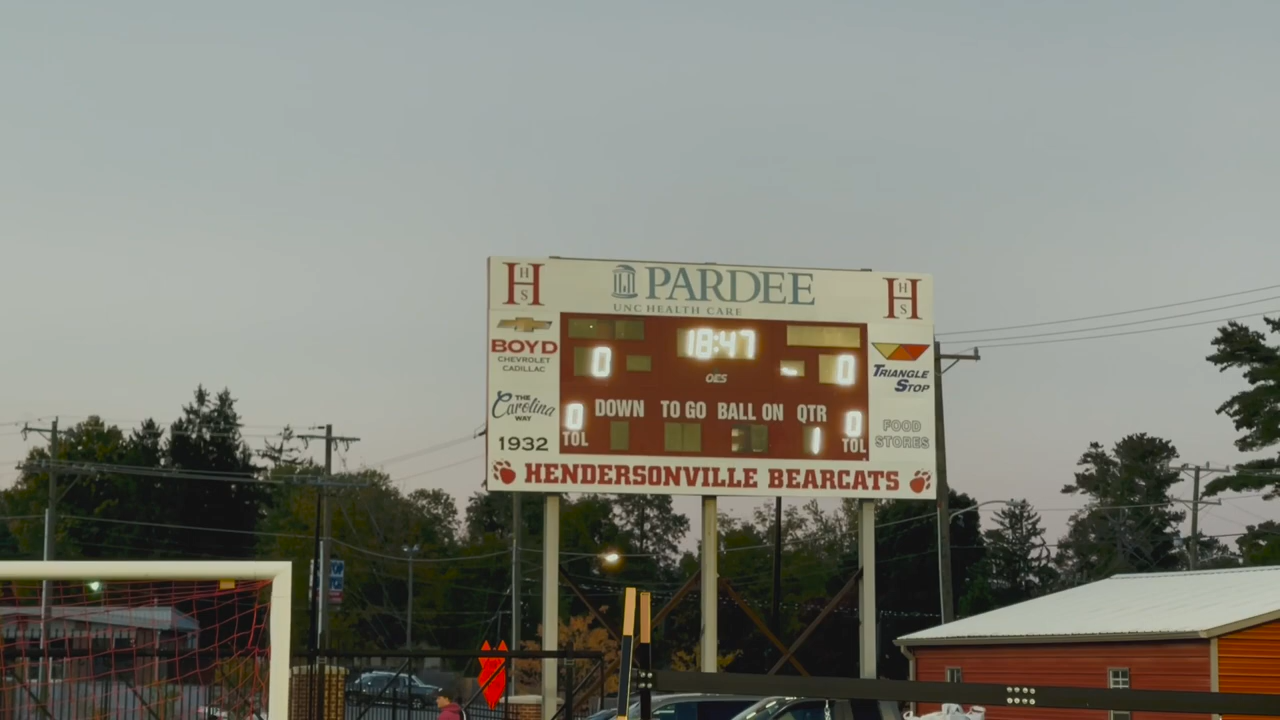 H
H
S
PARDEE
UNC HEALTH CARE
H
H
S
BOYD
CHEVROLET
CADILLAC
18:47
0
0
OES
TRIANGLE
STOP
THE
Carolina
WAY
1932
0
DOWN TO GO BALL ON QTR
0
TOL
1
TOL
FOOD
STORES
HENDERSONVILLE BEARCATS